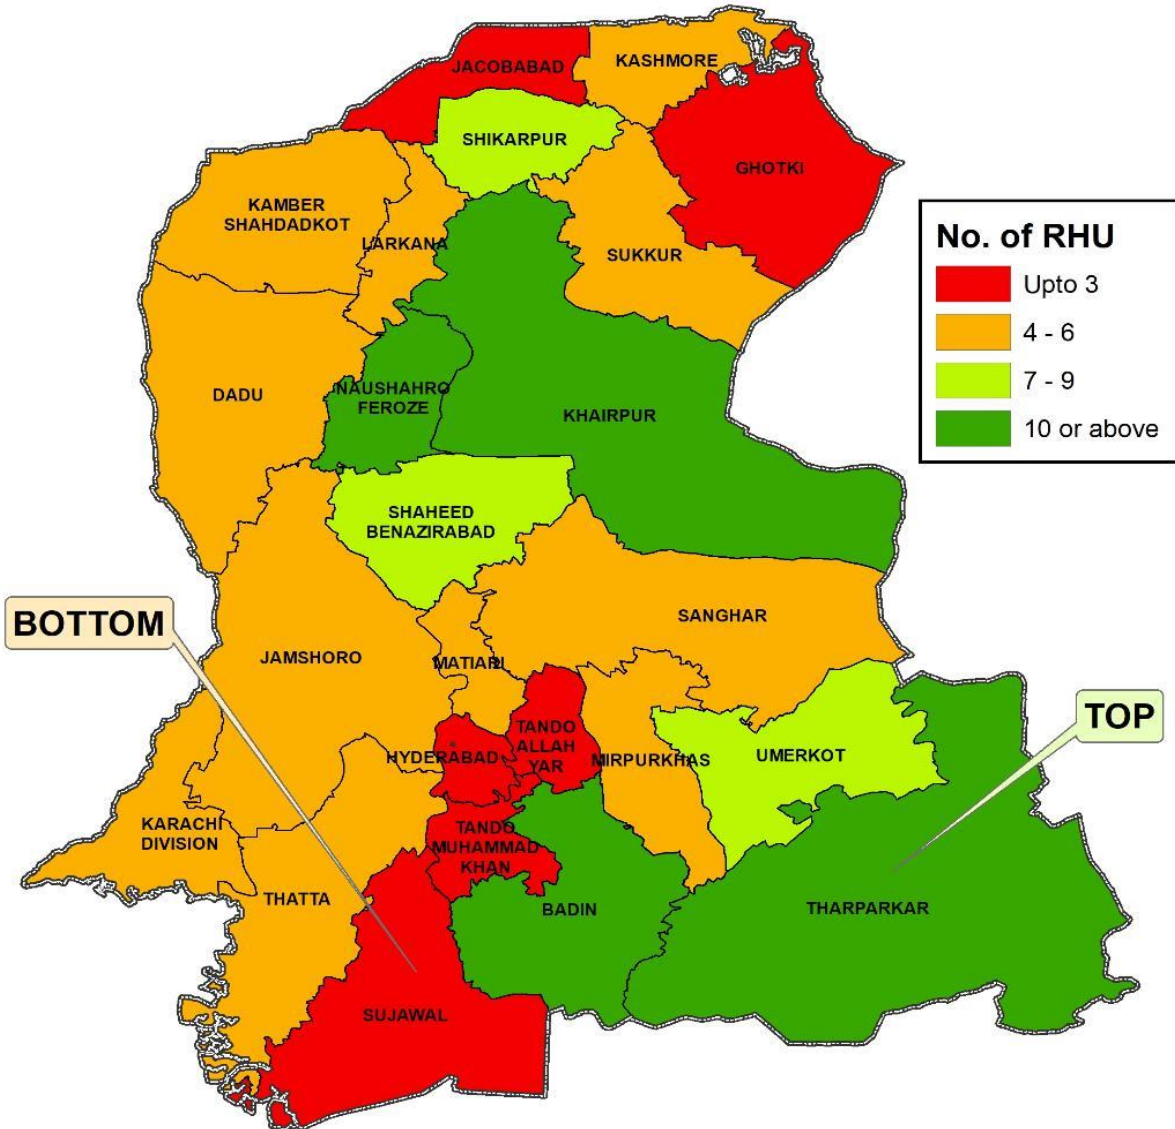 JACOBABAD
KASHMORE
SHIKARPUR
GHOTKI
KAMBER
SHAHDADKOT
LARKANA
SUKKUR
No. of RHU
Upto 3
4 - 6
7 - 9
10 or above
DADU
NAUSHAHRO
FEROZE
KHAIRPUR
SHAHEED
BENAZIRABAD
BOTTOM
SANGHAR
JAMSHORO
MATIARI
TOP
TANDO
ALLAH
YAR
HYDERABAD
MIRPURKHAS
UMERKOT
KARACHI
DIVISION
TANDO
MUHAMMAD
KHAN
THATTA
BADIN
THARPARKAR
SUJAWAL